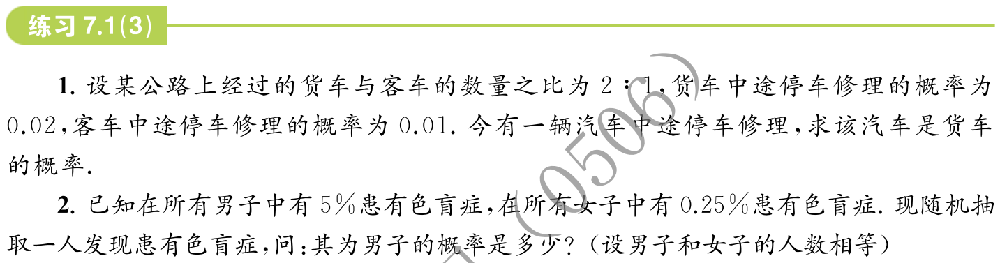 练习 7.1(3)
1. 设某公路上经过的货车与客车的数量之比为 2∶1,货车中途停车修理的概率为
0.02,客车中途停车修理的概率为 0.01. 今有一辆汽车中途停车修理,求该汽车是货车
的概率.
2. 已知在所有男子中有 5%患有色盲症,在所有女子中有 0.25%患有色盲症. 现随机抽
取一人发现患有色盲症,问:其为男子的概率是多少? (设男子和女子的人数相等)
(0506)